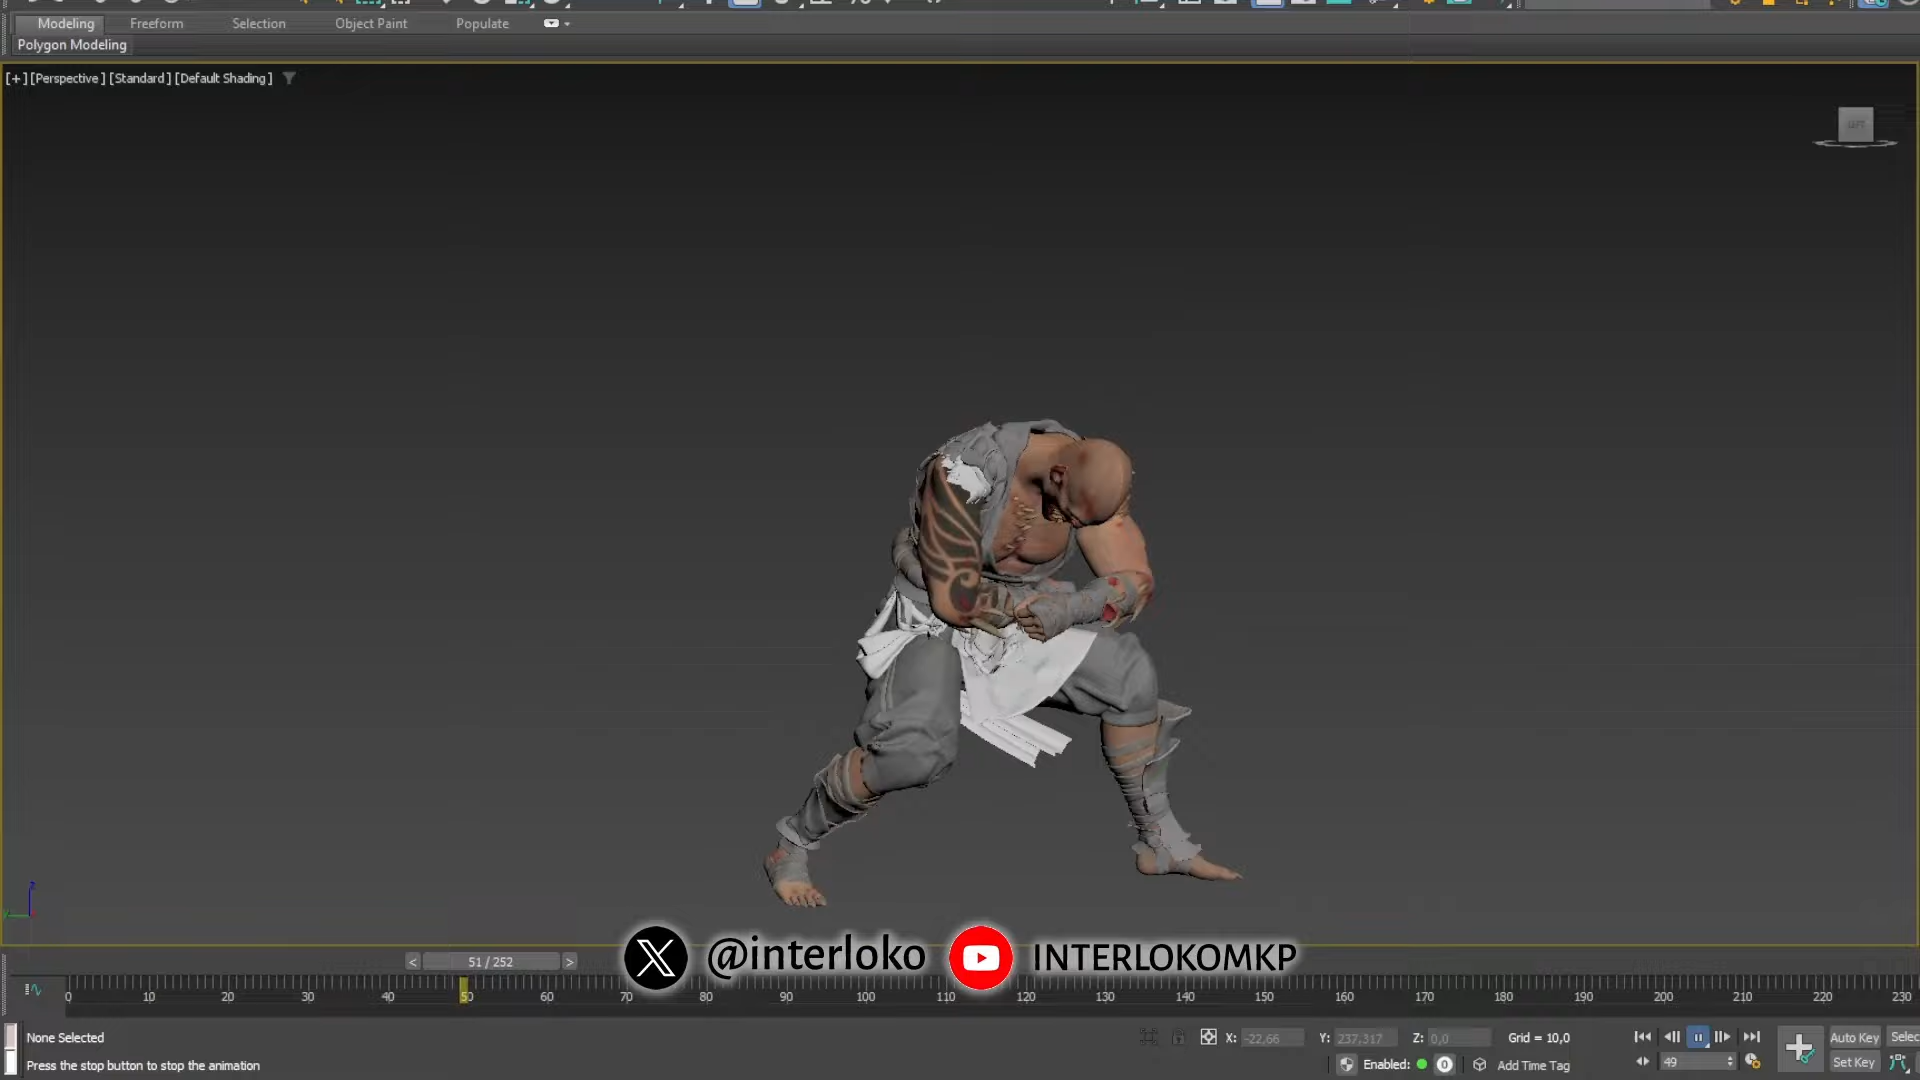 Modeling Freeform Selection Object Paint Populate
Polygon Modeling
[+] [Perspective ] [Standard ] [Default Shading ]
LEFT
z
< 51 / 252 >
@interloko INTERLOKOMKP
0 10 20 30 40 50 60 70 80 90 100 110 120 130 140 150 160 170 180 190 200 210 220 230
None Selected X: -22,66 Y: 237,317 Z: 0,0 Grid = 10,0 Auto Key Selec
Press the stop button to stop the animation Enabled: 0 Add Time Tag 49 Set Key